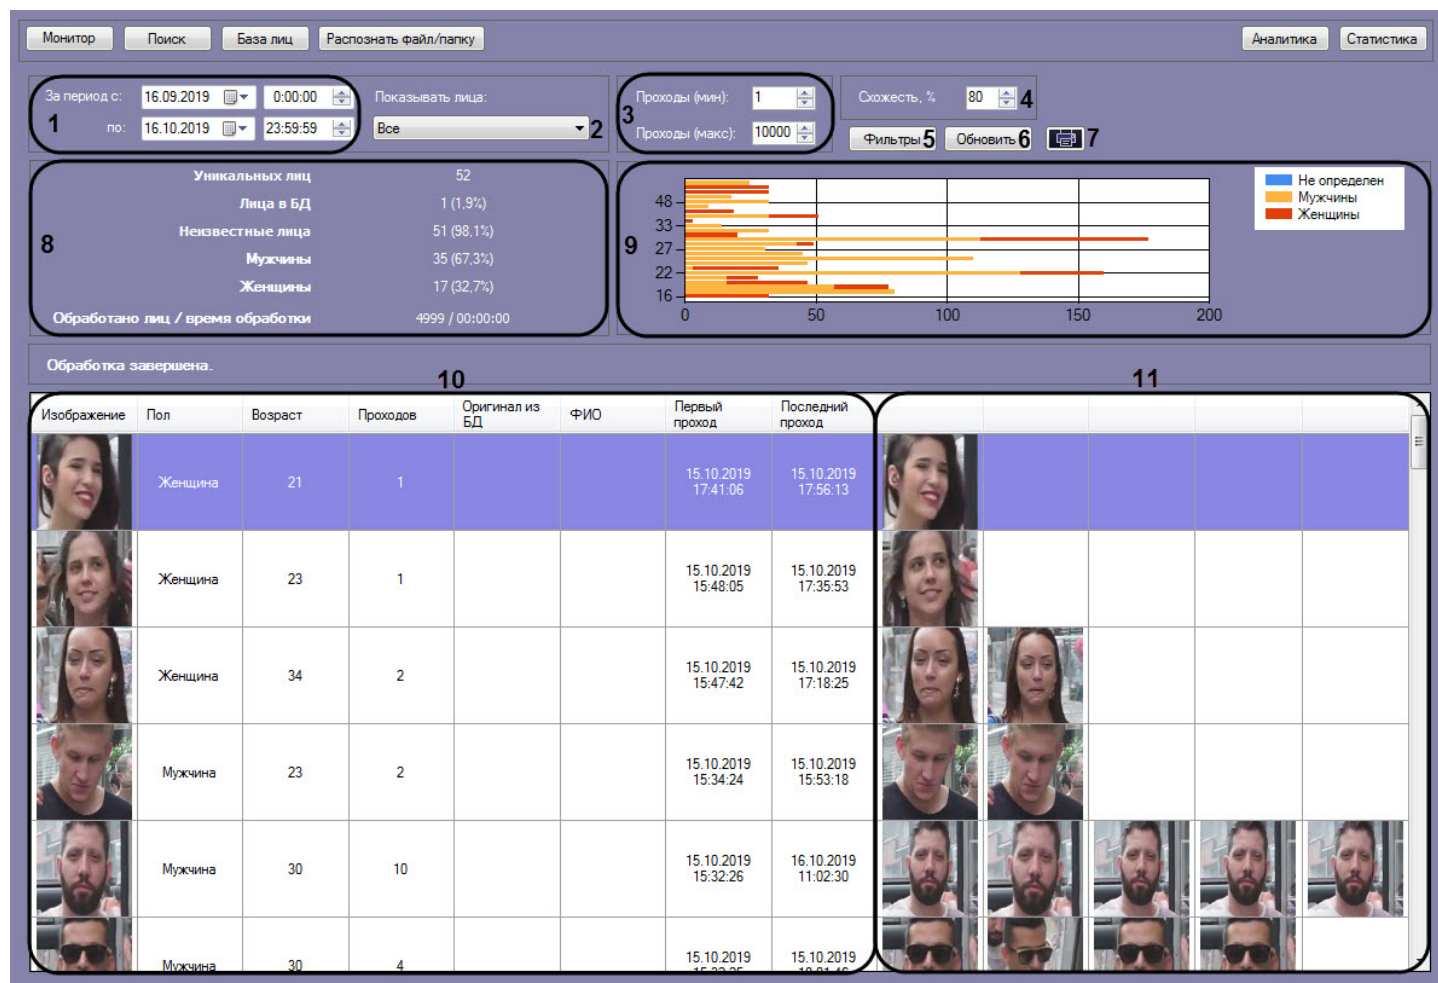 Монитор Поиск База лиц Распознать файл/папку Аналитика Статистика
За период с: 16.09.2019 0:00:00 Показывать лица: Проходы (мин): 1 Схожесть, % 80 4
1 по: 16.10.2019 23:59:59 Все 2 3 Проходы (макс): 10000 Фильтры 5 Обновить 6 7
8
Уникальных лиц 52
Лица в БД 1 (1,9%)
Неизвестные лица 51 (98,1%)
Мужчины 35 (67,3%)
Женщины 17 (32,7%)
Обработано лиц / время обработки 4999 / 00:00:00
9
48
33
27
22
16
0 50 100 150 200
Не определен
Мужчины
Женщины
Обработка завершена.
10 11
Изображение Пол Возраст Проходов Оригинал из БД ФИО Первый проход Последний проход
Женщина 21 1 15.10.2019 17:41:06 15.10.2019 17:56:13
Женщина 23 1 15.10.2019 15:48:05 15.10.2019 17:35:53
Женщина 34 2 15.10.2019 15:47:42 15.10.2019 17:18:25
Мужчина 23 2 15.10.2019 15:34:24 15.10.2019 15:53:18
Мужчина 30 10 15.10.2019 15:32:26 16.10.2019 11:02:30
Мужчина 30 4 15.10.2019 15.10.2019